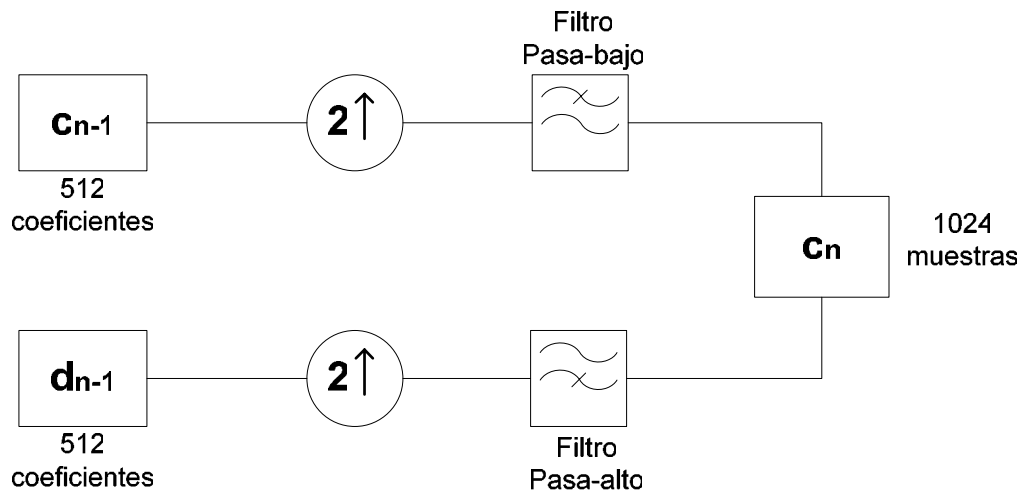 Filtro
Pasa-bajo
cn-1
2↑
512
coeficientes
cn
1024
muestras
dn-1
2↑
512
coeficientes
Filtro
Pasa-alto